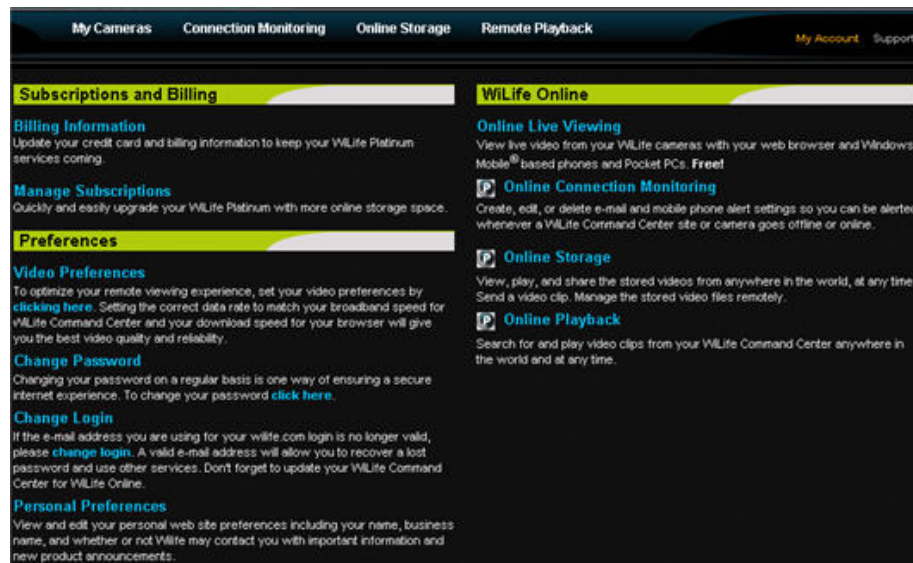 My Cameras Connection Monitoring Online Storage Remote Playback
My Account Support
Subscriptions and Billing
Billing Information
Update your credit card and billing information to keep your WiLife Platinum
services coming.
Manage Subscriptions
Quickly and easily upgrade your WiLife Platinum with more online storage space.
Preferences
Video Preferences
To optimize your remote viewing experience, set your video preferences by
clicking here. Setting the correct data rate to match your broadband speed for
WiLife Command Center and your download speed for your browser will give
you the best video quality and reliability.
Change Password
Changing your password on a regular basis is one way of ensuring a secure
internet experience. To change your password click here.
Change Login
If the e-mail address you are using for your wilife.com login is no longer valid,
please change login. A valid e-mail address will allow you to recover a lost
password and use other services. Don't forget to update your WiLife Command
Center for WiLife Online.
Personal Preferences
View and edit your personal web site preferences including your name, business
name, and whether or not Wilife may contact you with important information and
new product announcements.
WiLife Online
Online Live Viewing
View live video from your WiLife cameras with your web browser and Windows
Mobile® based phones and Pocket PCs. Free!
P Online Connection Monitoring
Create, edit, or delete e-mail and mobile phone alert settings so you can be alerte
whenever a WiLife Command Center site or camera goes offline or online.
P Online Storage
View, play, and share the stored videos from anywhere in the world, at any time
Send a video clip. Manage the stored video files remotely.
P Online Playback
Search for and play video clips from your WiLife Command Center anywhere in
the world and at any time.